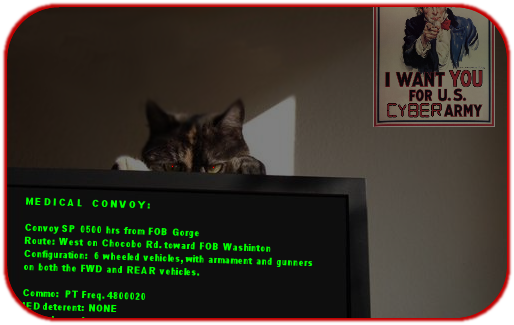 I WANT YOU
FOR U.S.
CYBER ARMY
MEDICAL CONVOY:
Convoy SP 0500 hrs from FOB Gorge
Route: West on Chocobo Rd. toward FOB Washinton
Configuration: 6 wheeled vehicles, with armament and gunners
on both the FWD and REAR vehicles.
Commo: PT Freq. 4800020
IED deterent: NONE